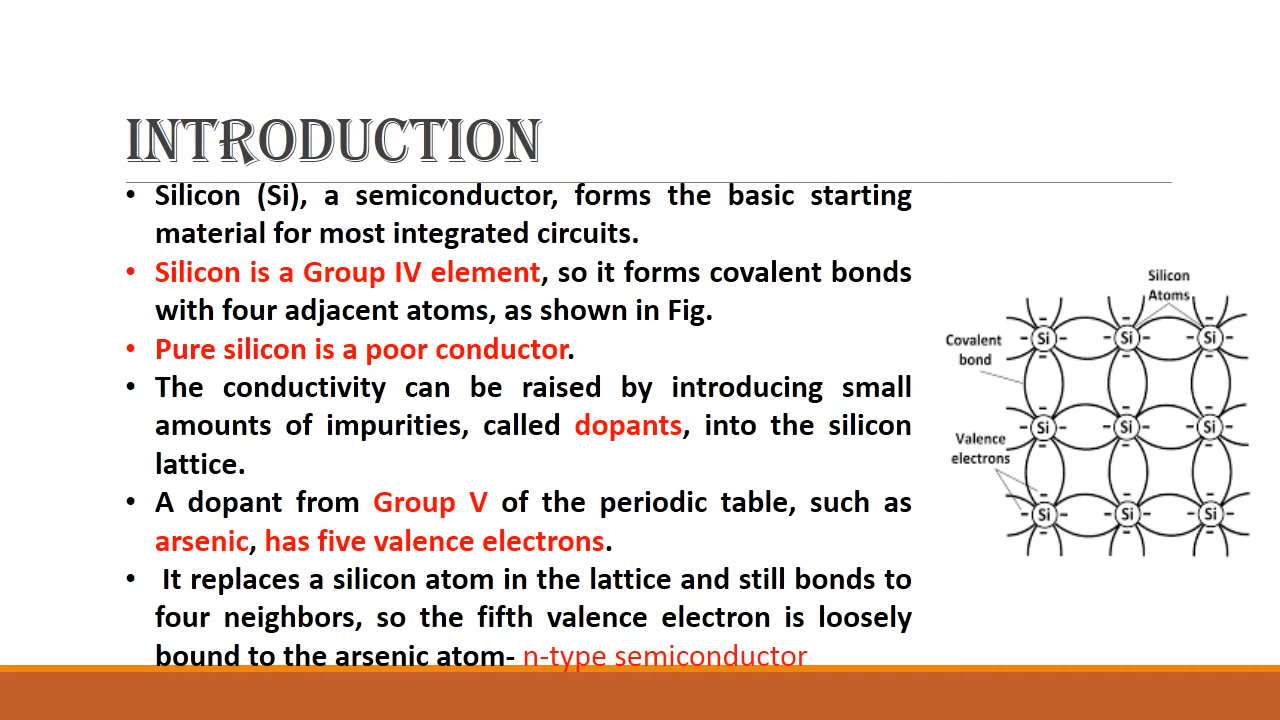 INTRODUCTION
• Silicon (Si), a semiconductor, forms the basic starting
material for most integrated circuits.
• Silicon is a Group IV element, so it forms covalent bonds
with four adjacent atoms, as shown in Fig.
• Pure silicon is a poor conductor.
• The conductivity can be raised by introducing small
amounts of impurities, called dopants, into the silicon
lattice.
• A dopant from Group V of the periodic table, such as
arsenic, has five valence electrons.
• It replaces a silicon atom in the lattice and still bonds to
four neighbors, so the fifth valence electron is loosely
bound to the arsenic atom- n-type semiconductor
Silicon
Atoms
Covalent
bond
Valence
electrons
Si Si Si
Si Si Si
Si Si Si